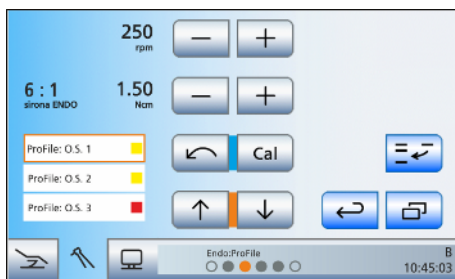 250
rpm
6 : 1
sirona ENDO
1.50
Ncm
ProFile: O.S. 1
Cal
ProFile: O.S. 2
ProFile: O.S. 3
Endo:ProFile
B
10:45:03